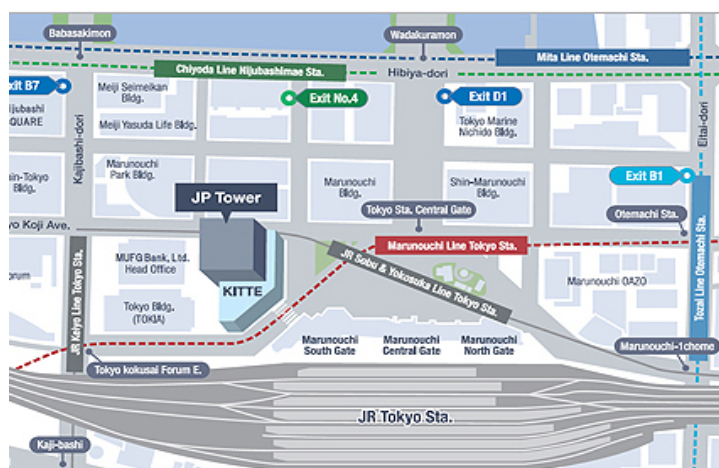 Babasakimon
Wadakuramon
Mita Line Otemachi Sta.
Chiyoda Line Nijubashimae Sta.
Hibiya-dori
Exit B7
Meiji Seimeikan
Bldg.
Exit No.4
Exit D1
Eitai-dori
Kajibashi-dori
QUARE
Meiji Yasuda Life Bldg.
Tokyo Marine
Nichido Bldg.
Marunouchi
Park Bldg.
Tokyo
Bldg.
JP Tower
Marunouchi
Bldg.
Shin-Marunouchi
Bldg.
Exit B1
Tokyo Sta. Central Gate
Otemachi Sta.
Koji Ave.
Marunouchi Line Tokyo Sta.
MUFG Bank, Ltd.
Head Office
KITTE
JR Sobu & Yokosuka Line Tokyo Sta.
Marunouchi OAZO
Tozai Line Otemachi Sta.
JR Keiyo Line Tokyo Sta.
Tokyo Bldg.
(TOKIA)
Marunouchi
South Gate
Marunouchi
Central Gate
Marunouchi
North Gate
Marunouchi-1chome
Tokyo kokusai Forum E.
JR Tokyo Sta.
Kaji-bashi